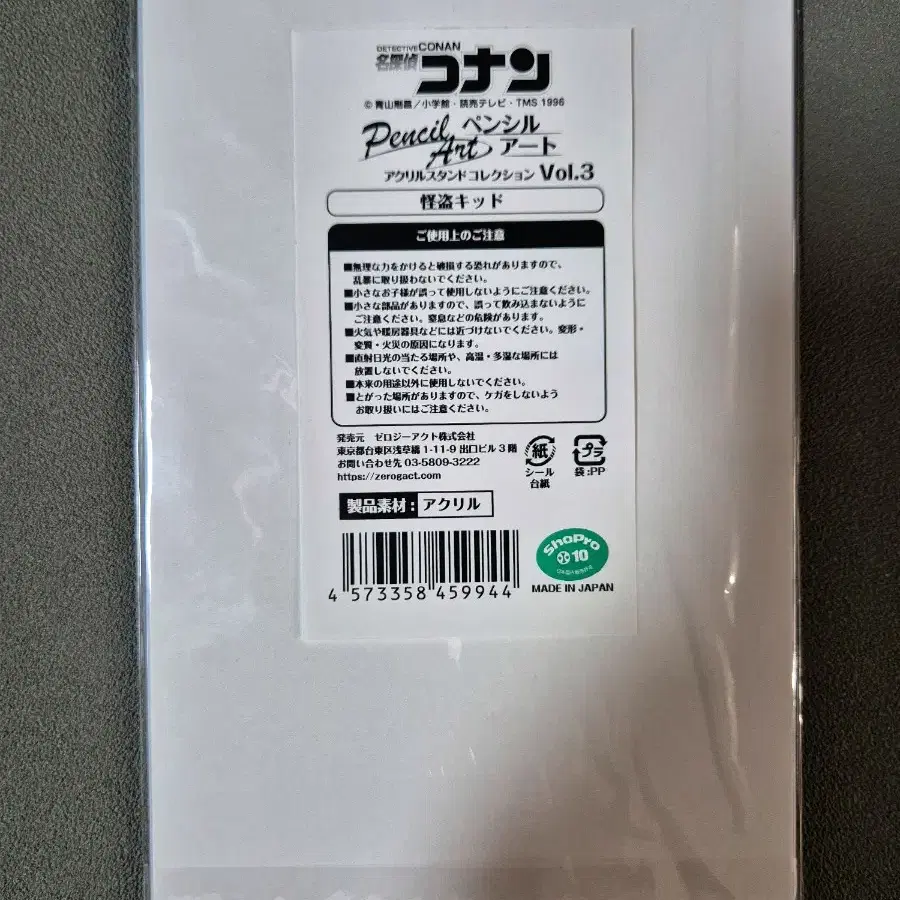 DETECTIVE CONAN
名探偵コナン
© 青山剛昌/小学館・読売テレビ・TMS 1996
Pencil Art ペンシルアート
アクリルスタンドコレクション Vol.3
怪盗キッド
ご使用上のご注意
■無理な力をかけると破損する恐れがありますので、
乱暴に取り扱わないでください。
■小さなお子様が誤って使用しないようにご注意ください。
■小さな部品がありますので、誤って飲み込まないように
ご注意ください。窒息などの危険があります。
■火気や暖房器具などには近づけないでください。変形・
変質・火災の原因になります。
■直射日光の当たる場所や、高温・多湿な場所には
放置しないでください。
■本来の用途以外に使用しないでください。
■とがった場所がありますので、ケガをしないよう
お取り扱いにはご注意ください。
発売元 ゼロジーアクト株式会社
東京都台東区浅草橋1-11-9 出口ビル3階
お問い合わせ先 03-5809-3222
https://zerogact.com
紙
シール
台紙
プラ
袋:PP
製品素材:アクリル
ShoPro
10
4 573358 459944
MADE IN JAPAN